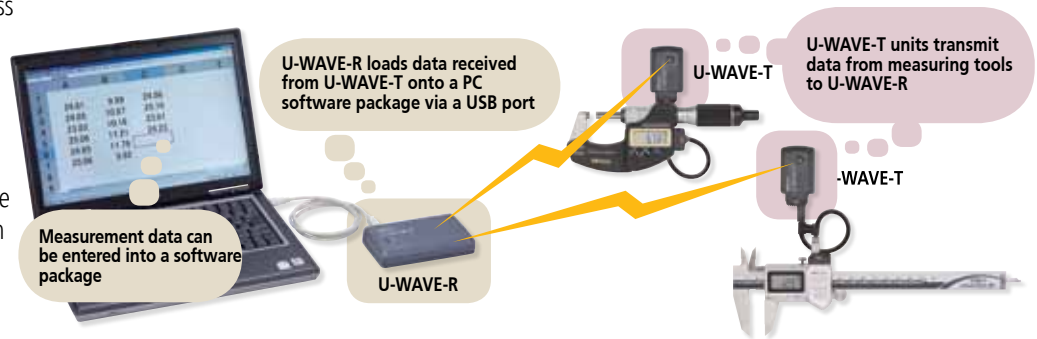 ss
U-WAVE-R loads data received
from U-WAVE-T onto a PC
software package via a USB port
U-WAVE-T
U-WAVE-T units transmit
data from measuring tools
to U-WAVE-R
-WAVE-T
e
n
Measurement data can
be entered into a software
package
U-WAVE-R